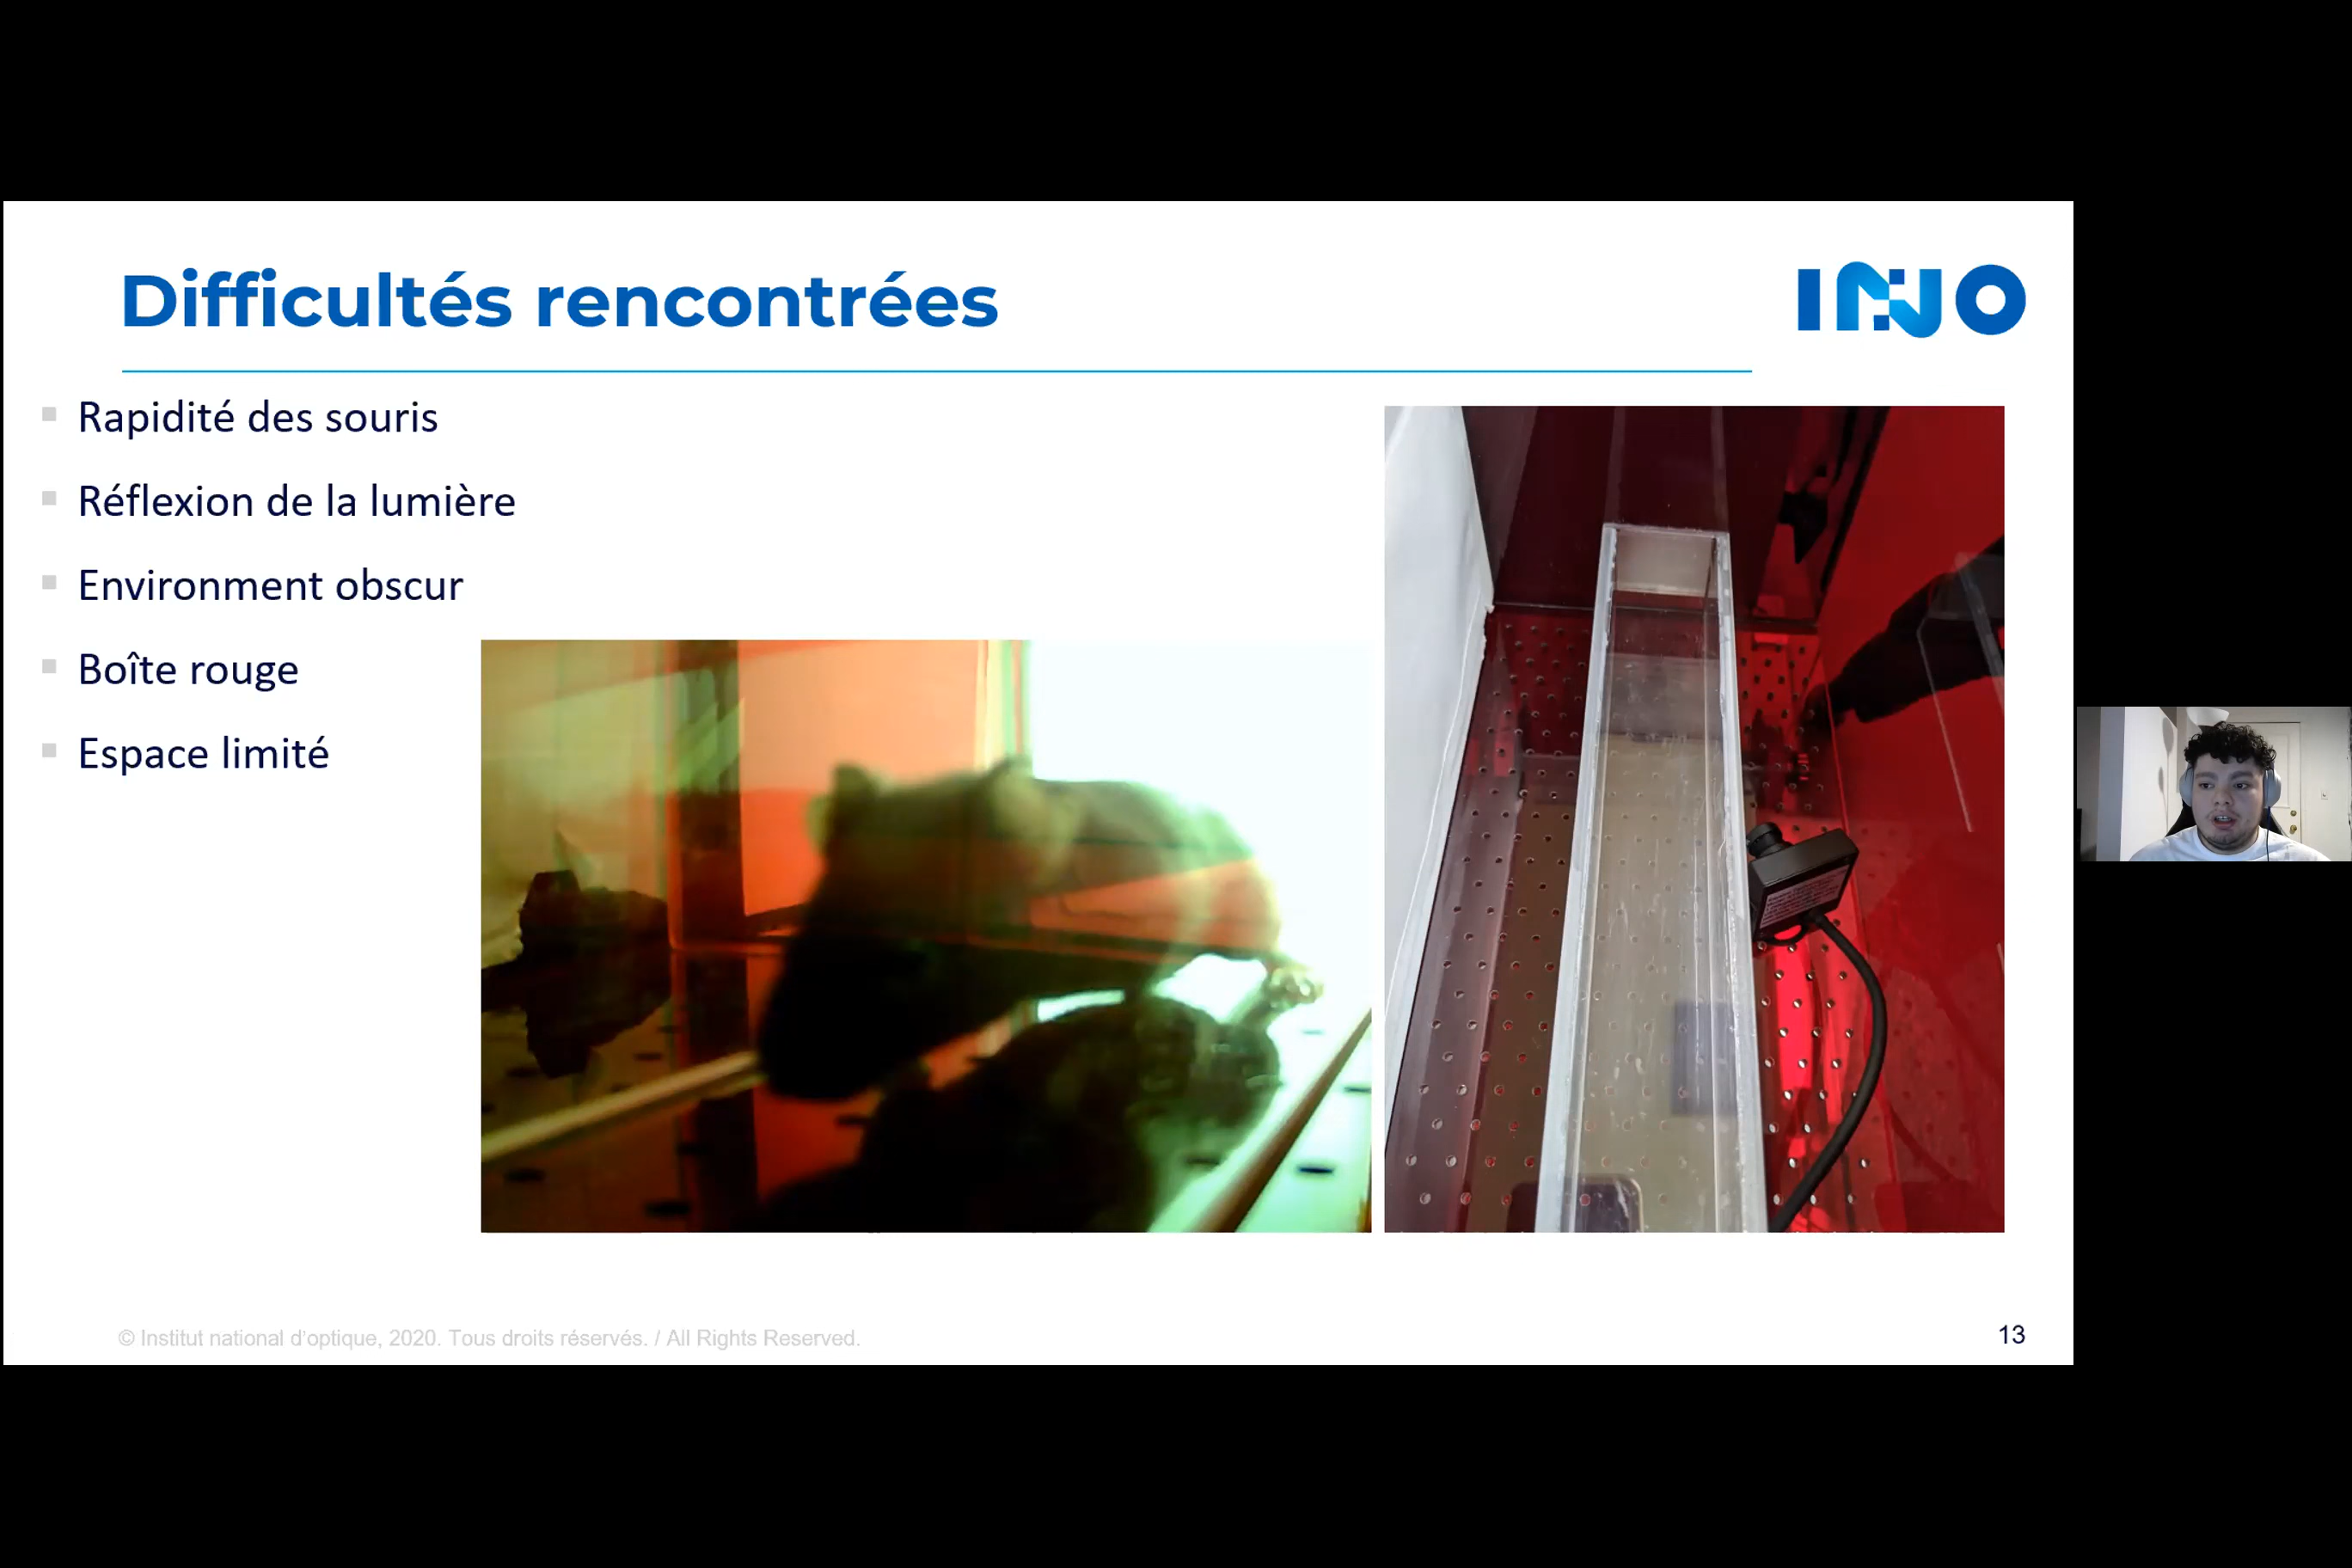 Difficultés rencontrées
INO
Rapidité des souris
Réflexion de la lumière
Environment obscur
Boîte rouge
Espace limité
© Institut national d'optique, 2020. Tous droits réservés. / All Rights Reserved.
13